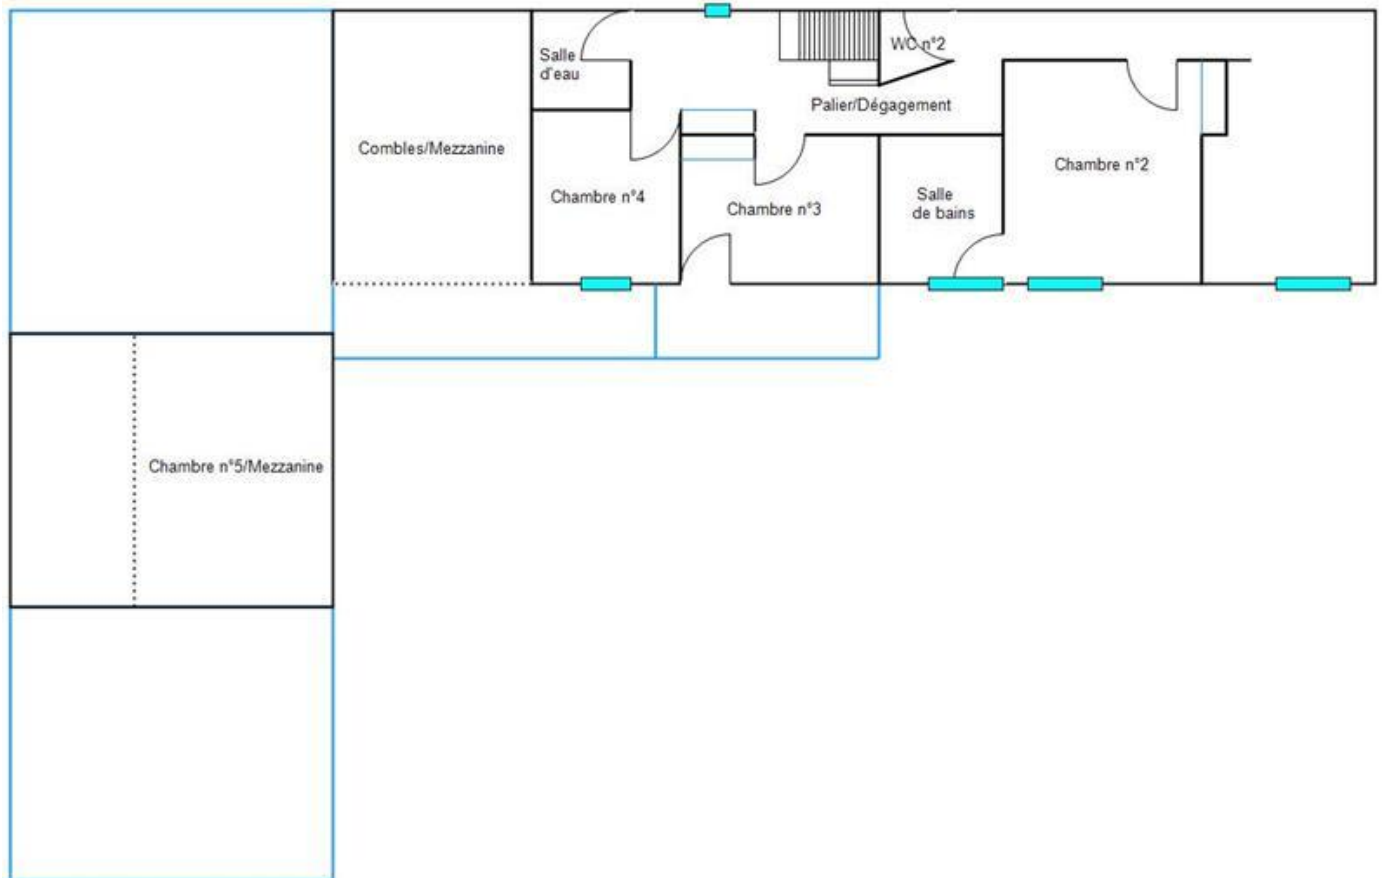 Salle
d'eau
WC n°2
Palier/Dégagement
Combles/Mezzanine
Chambre n°4
Chambre n°3
Salle
de bains
Chambre n°2
Chambre n°5/Mezzanine